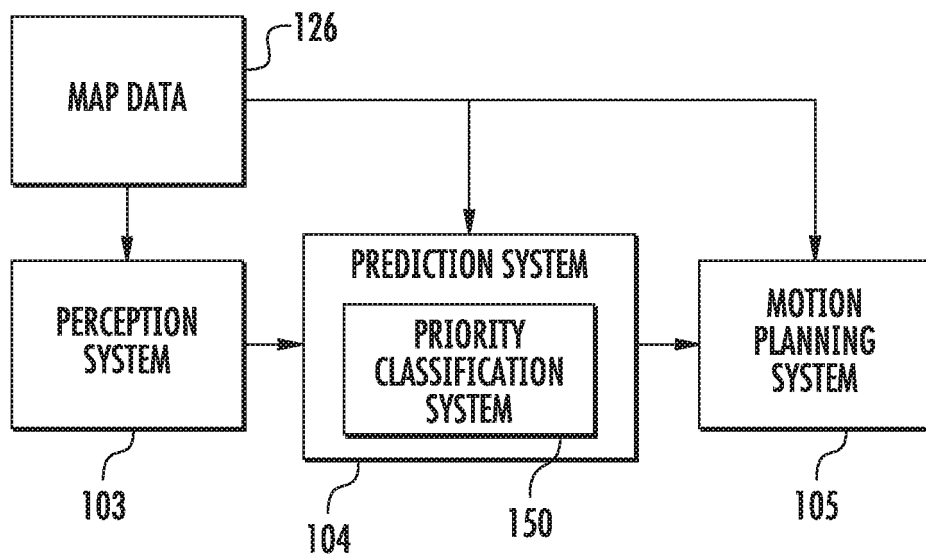 126
MAP DATA
PERCEPTION
SYSTEM
PREDICTION SYSTEM
PRIORITY
CLASSIFICATION
SYSTEM
MOTION
PLANNING
SYSTEM
103
104
150
105